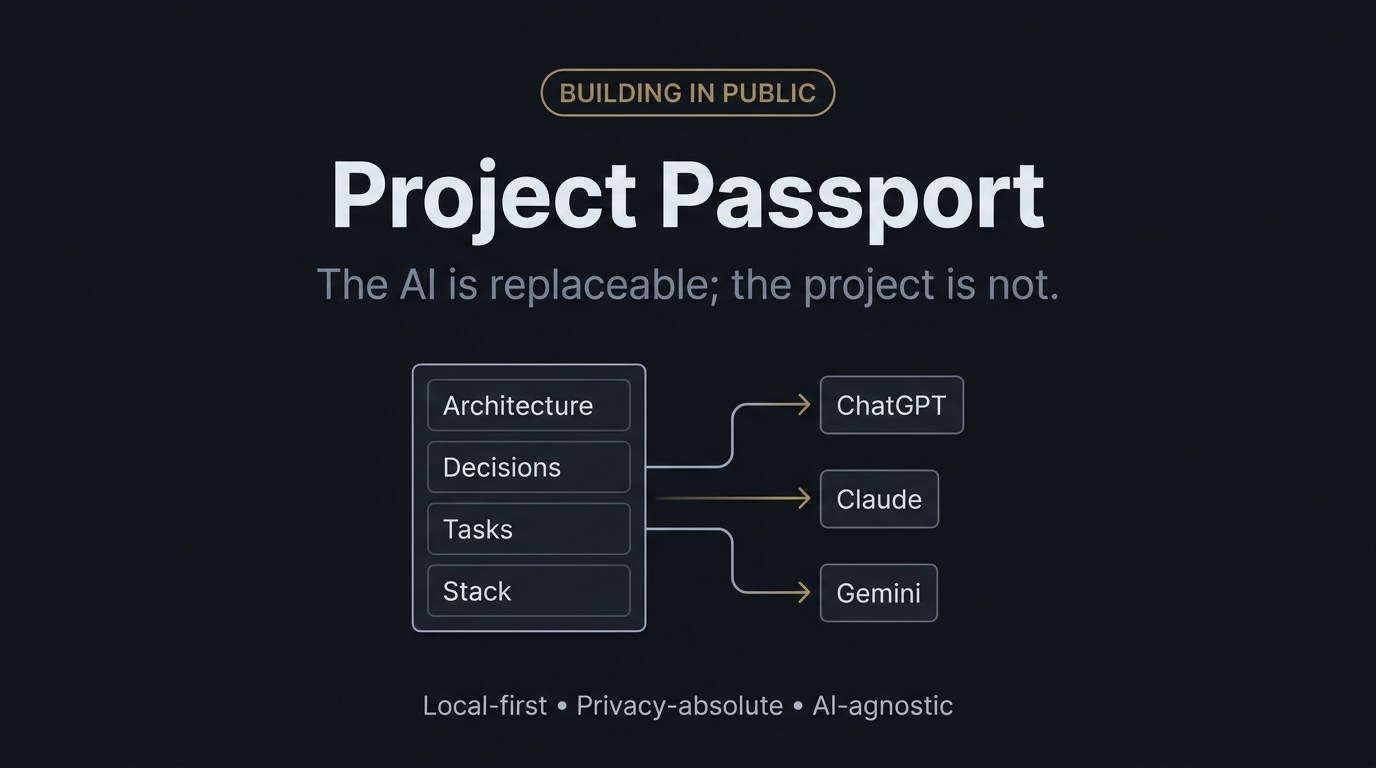 BUILDING IN PUBLIC
Project Passport
The AI is replaceable; the project is not.
Architecture
Decisions
Tasks
Stack
ChatGPT
Claude
Gemini
Local-first • Privacy-absolute • AI-agnostic